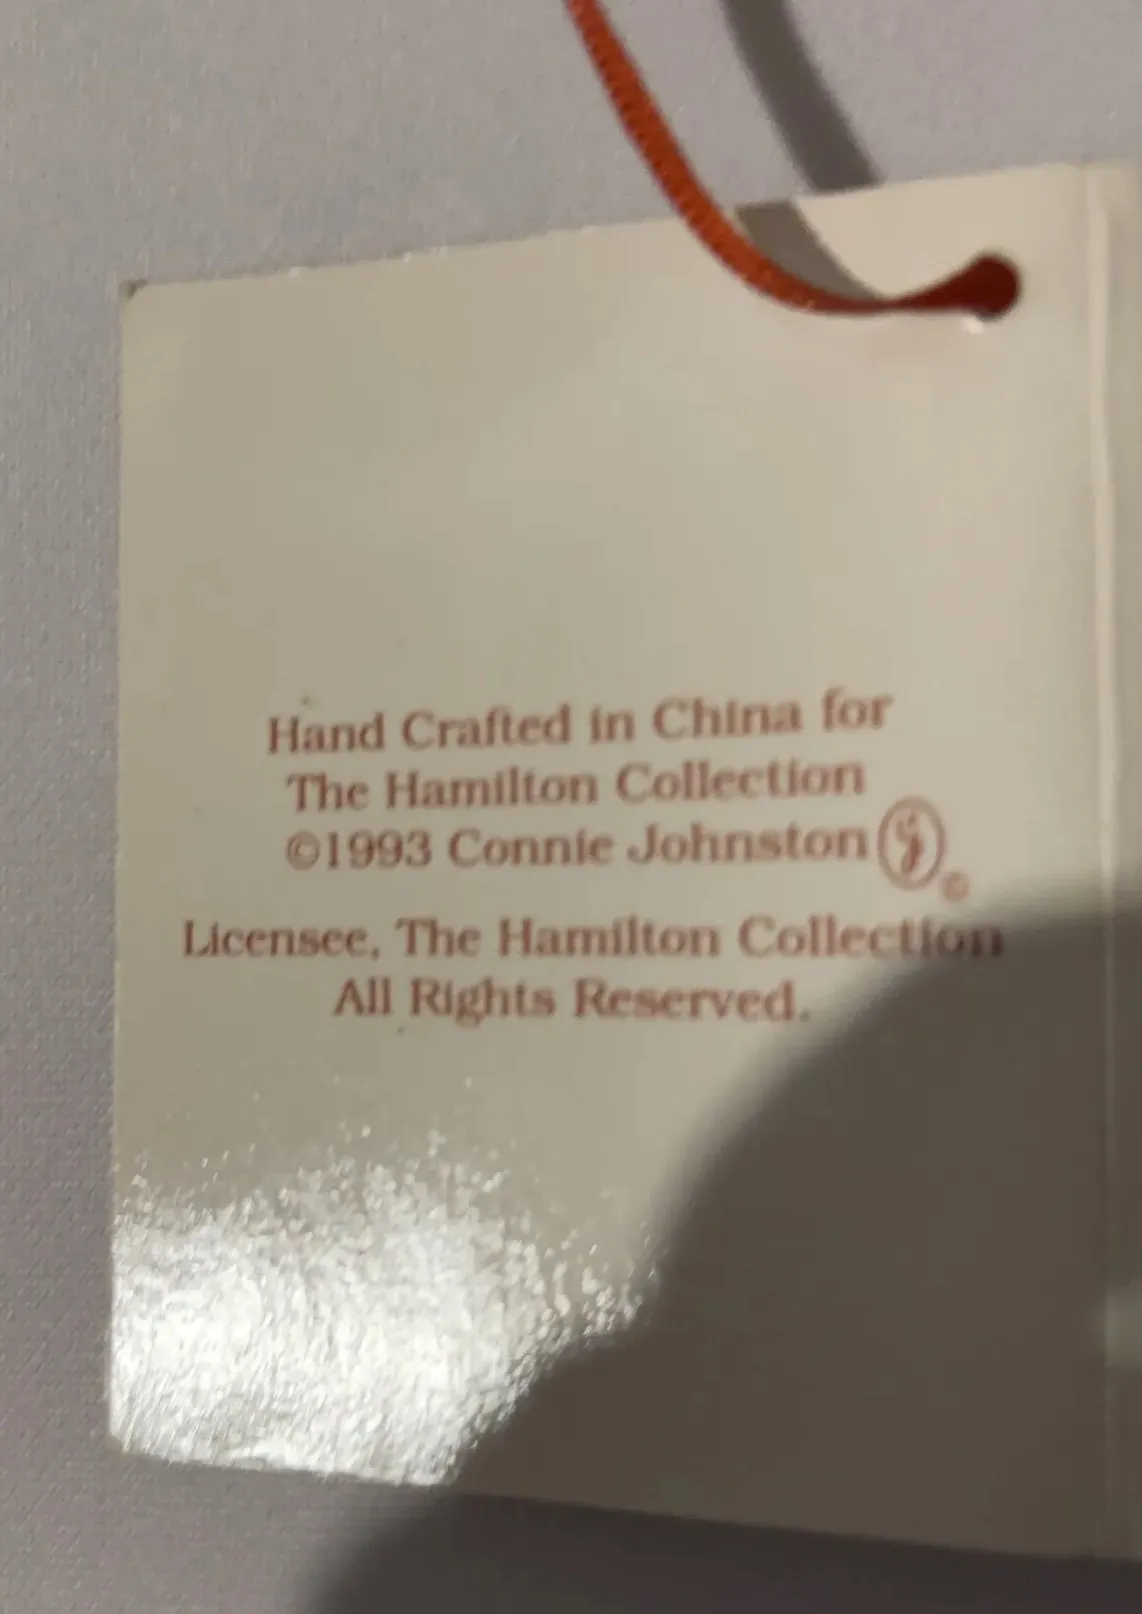 Hand Crafted in China for
The Hamilton Collection
©1993 Connie Johnston
Licensee, The Hamilton Collection
All Rights Reserved.